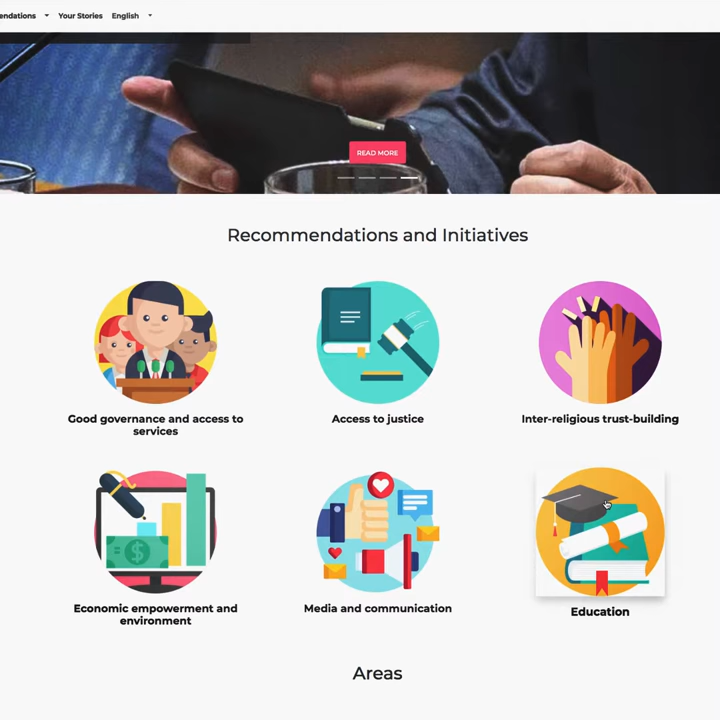 Your Stories English
READ MORE
Recommendations and Initiatives
Good governance and access to
services
Access to justice
Inter-religious trust-building
Economic empowerment and
environment
Media and communication
Education
Areas